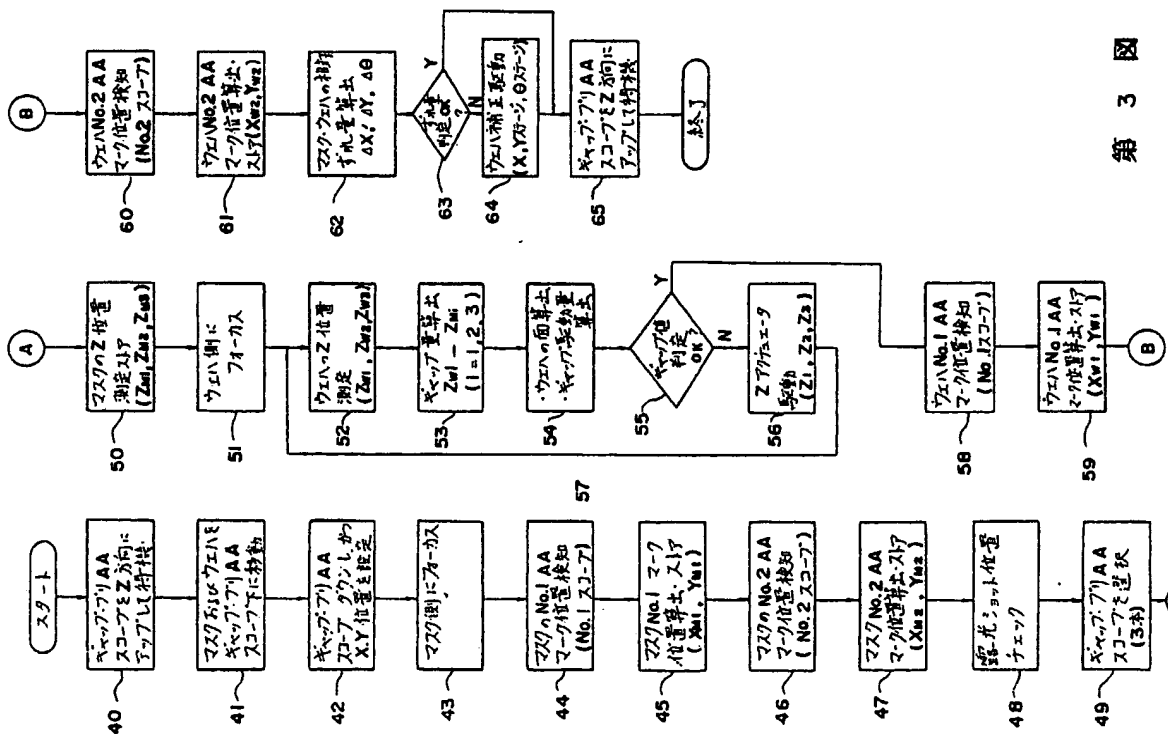 スタート
40
ギャップ・プリAA
スコープをZ方向に
アップして待機
41
マスクおよびウェハを
ギャップ・プリAA
スコープ下に移動
42
ギャップ・プリAA
スコープダウンし、かつ
X,Y位置を設定
43
マスク側にフォーカス
44
マスクのNo.1 AA
マーク位置検知
(No.1 スコープ)
45
マスクNo.1 マーク
位置算出・ストア
(XM1, YM1)
46
マスクのNo.2 AA
マーク位置検知
(No.2 スコープ)
47
マスクNo.2 AA
マーク位置算出・ストア
(XM2, YM2)
48
露光ショット位置
チェック
49
ギャップ・プリAA
スコープを選択
(3本)
A
50
マスクのZ位置
測定ストア
(ZM1, ZM2, ZM3)
51
ウェハ側に
フォーカス
52
ウェハのZ位置
測定
(ZW1, ZW2, ZW3)
53
ギャップ量算出
ZWi − ZMi
(i=1,2,3)
54
・ウェハの面算出
・ギャップ駆動量
算出
55
ギャップ値
判定
OK?
Y
N
56
Zアクチュエータ
駆動
(Z1, Z2, Z3)
57
58
ウェハNo.1 AA
マーク位置検知
(No.1スコープ)
59
ウェハNo.1 AA
マーク位置算出・ストア
(XW1, YW1)
B
B
60
ウェハNo.2 AA
マーク位置検知
(No.2 スコープ)
61
ウェハNo.2 AA
マーク位置算出・
ストア(XW2, YW2)
62
マスク・ウェハの相対
ずれ量算出
ΔX, ΔY, Δθ
63
ずれ量
判定OK
?
Y
N
64
ウェハ補正駆動
(X,Yステージ, θステージ)
65
ギャップ・プリAA
スコープをZ方向に
アップして待機
終了
第 3 図